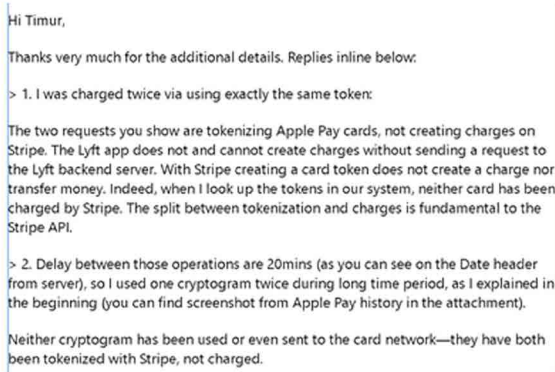 Hi Timur,
Thanks very much for the additional details. Replies inline below:
> 1. I was charged twice via using exactly the same token:
The two requests you show are tokenizing Apple Pay cards, not creating charges on
Stripe. The Lyft app does not and cannot create charges without sending a request to
the Lyft backend server. With Stripe creating a card token does not create a charge nor
transfer money. Indeed, when I look up the tokens in our system, neither card has been
charged by Stripe. The split between tokenization and charges is fundamental to the
Stripe API.
> 2. Delay between those operations are 20mins (as you can see on the Date header
from server), so I used one cryptogram twice during long time period, as I explained in
the beginning (you can find screenshot from Apple Pay history in the attachment).
Neither cryptogram has been used or even sent to the card network—they have both
been tokenized with Stripe, not charged.